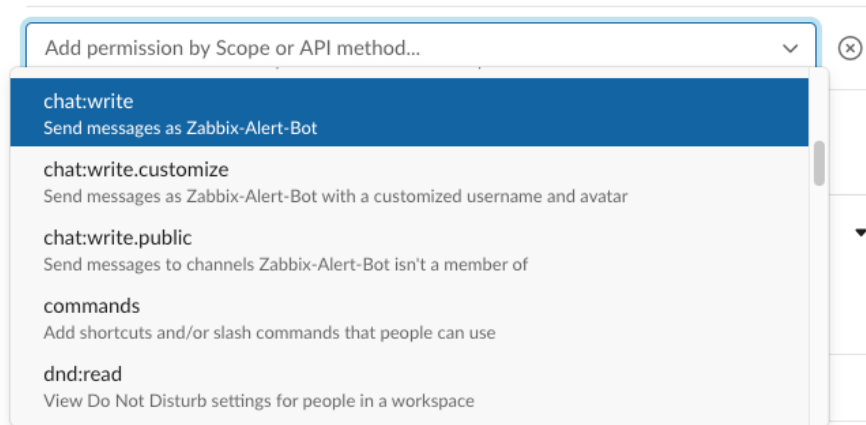 Add permission by Scope or API method...
chat:write
Send messages as Zabbix-Alert-Bot
chat:write.customize
Send messages as Zabbix-Alert-Bot with a customized username and avatar
chat:write.public
Send messages to channels Zabbix-Alert-Bot isn't a member of
commands
Add shortcuts and/or slash commands that people can use
dnd:read
View Do Not Disturb settings for people in a workspace